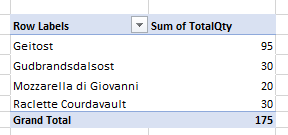 Row Labels Sum of TotalQty
Geitost 95
Gudbrandsdalsost 30
Mozzarella di Giovanni 20
Raclette Courdavault 30
Grand Total 175